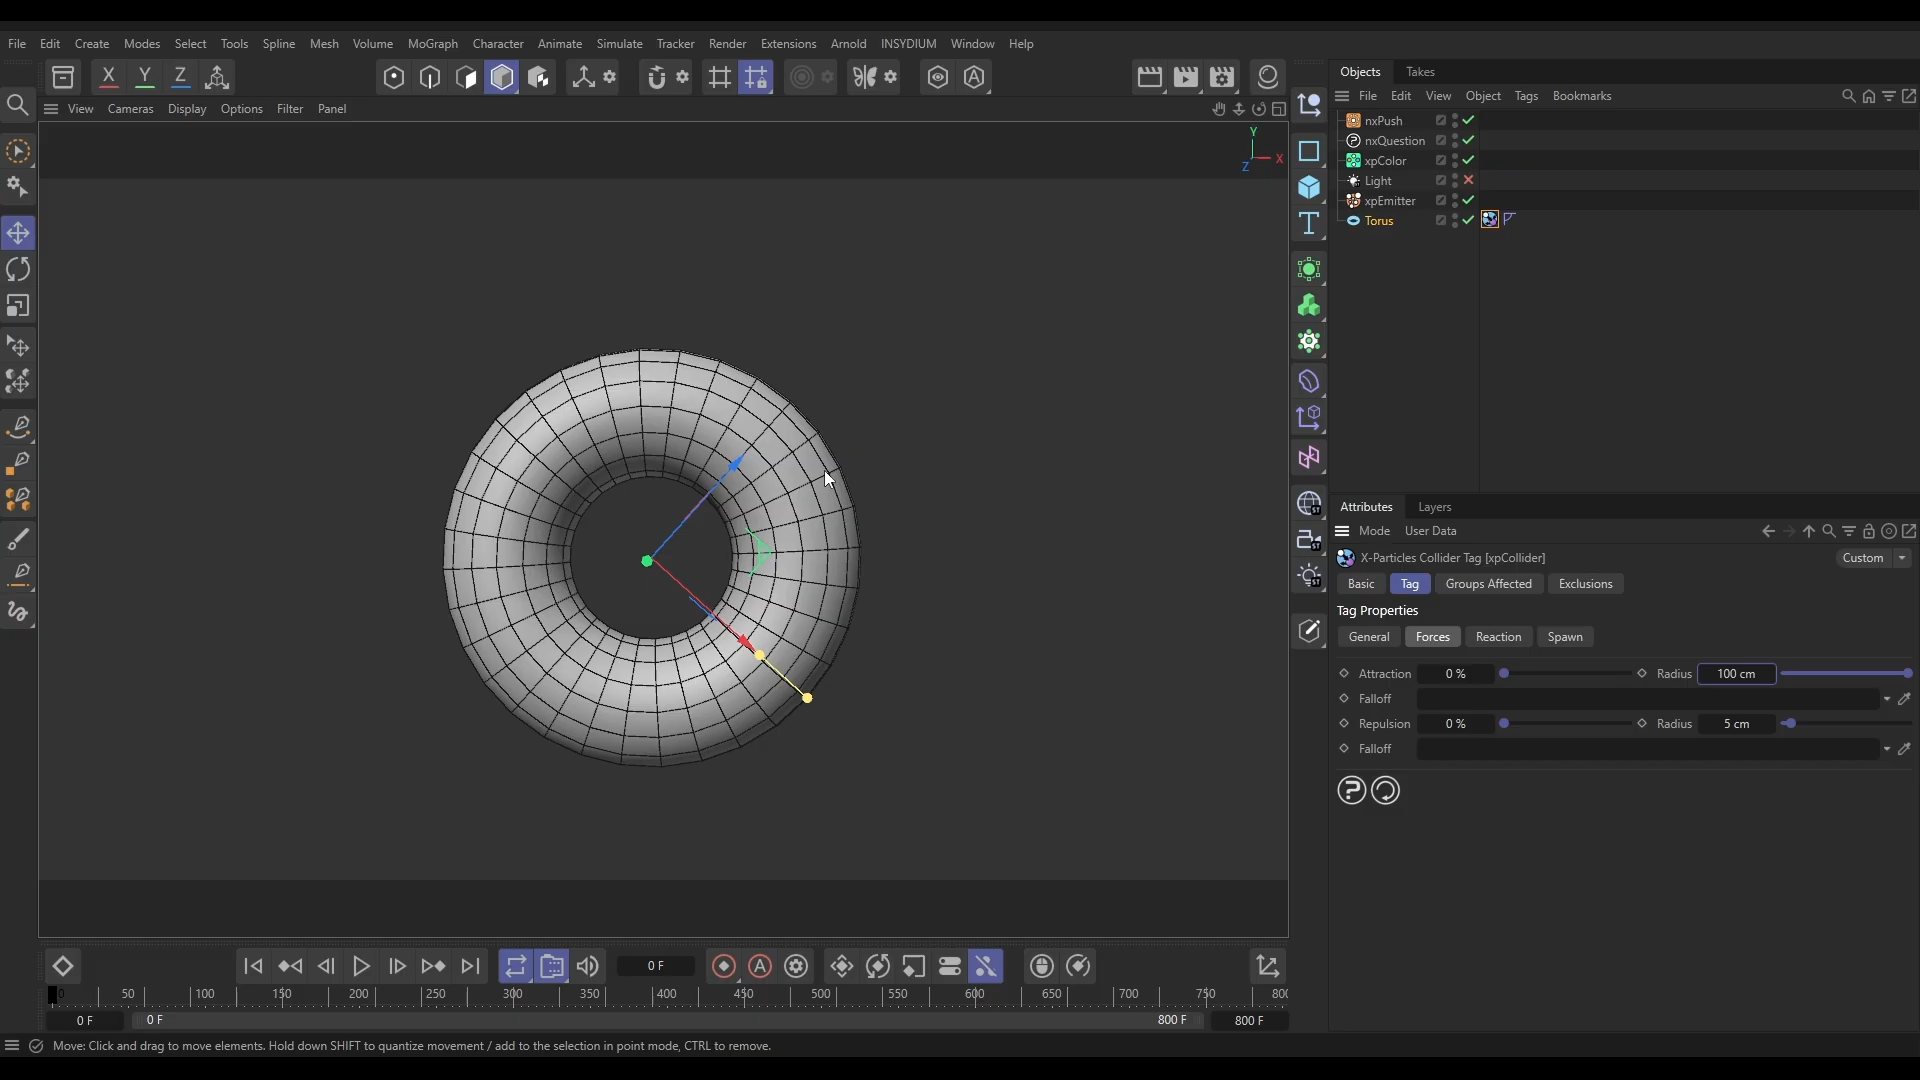 File Edit Create Modes Select Tools Spline Mesh Volume MoGraph Character Animate Simulate Tracker Render Extensions Arnold INSYDIUM Window Help
X Y Z
Objects Takes
View Cameras Display Options Filter Panel
File Edit View Object Tags Bookmarks
nxPush
nxQuestion
xpColor
Light
xpEmitter
Torus
Y
X
Z
Attributes Layers
Mode User Data
X-Particles Collider Tag [xpCollider]
Custom
Basic Tag Groups Affected Exclusions
Tag Properties
General Forces Reaction Spawn
Attraction 0 % Radius 100 cm
Falloff
Repulsion 0 % Radius 5 cm
Falloff
0 F
0 50 100 150 200 250 300 350 400 450 500 550 600 650 700 750 800
0 F 0 F 800 F 800 F
Move: Click and drag to move elements. Hold down SHIFT to quantize movement / add to the selection in point mode, CTRL to remove.